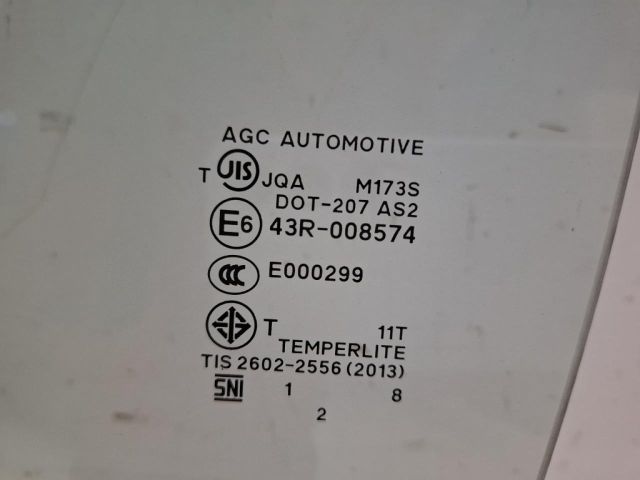 AGC AUTOMOTIVE
T JIS JQA M173S
DOT-207 AS2
E6 43R-008574
CCC E000299
T 11T
TEMPERLITE
TIS 2602-2556 (2013)
SNI 1 8
2